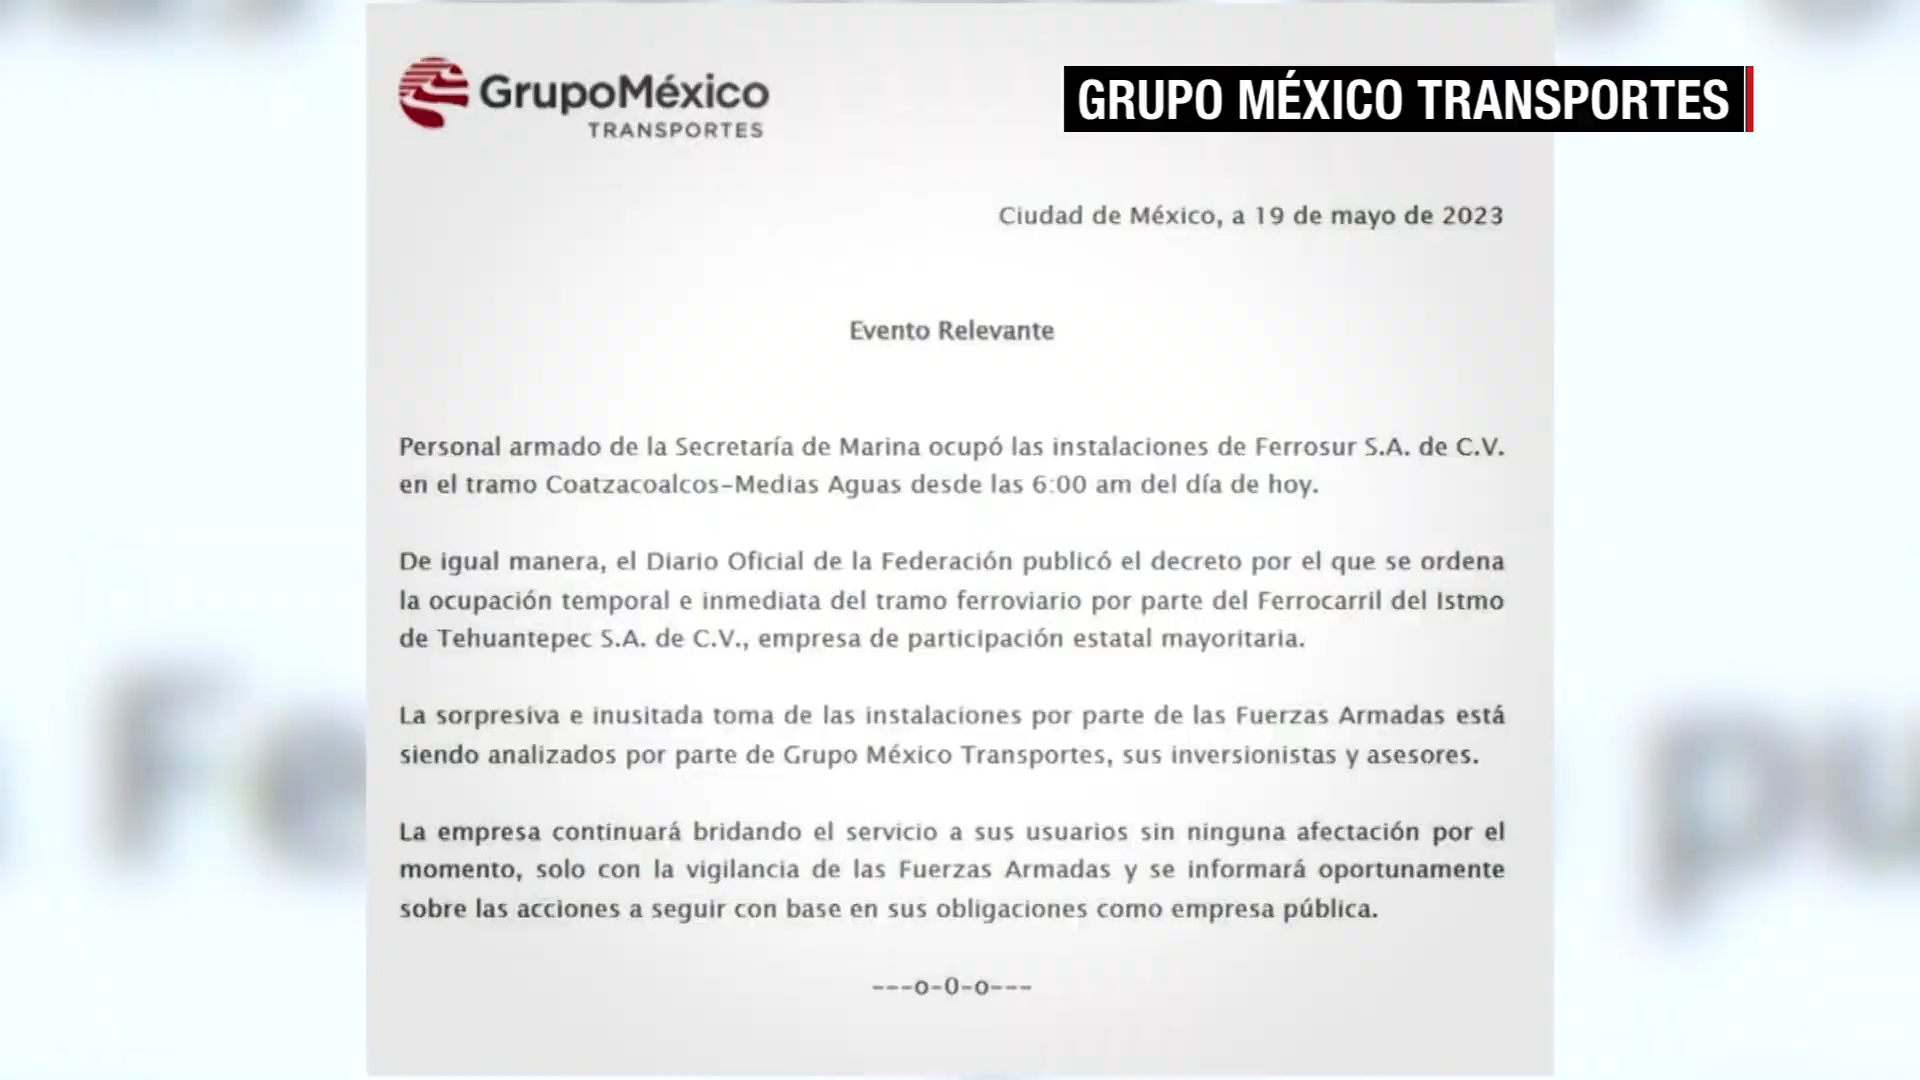 GrupoMéxico
TRANSPORTES
GRUPO MÉXICO TRANSPORTES
Ciudad de México, a 19 de mayo de 2023
Evento Relevante
Personal armado de la Secretaría de Marina ocupó las instalaciones de Ferrosur S.A. de C.V.
en el tramo Coatzacoalcos-Medias Aguas desde las 6:00 am del día de hoy.
De igual manera, el Diario Oficial de la Federación publicó el decreto por el que se ordena
la ocupación temporal e inmediata del tramo ferroviario por parte del Ferrocarril del Istmo
de Tehuantepec S.A. de C.V., empresa de participación estatal mayoritaria.
La sorpresiva e inusitada toma de las instalaciones por parte de las Fuerzas Armadas está
siendo analizados por parte de Grupo México Transportes, sus inversionistas y asesores.
La empresa continuará bridando el servicio a sus usuarios sin ninguna afectación por el
momento, solo con la vigilancia de las Fuerzas Armadas y se informará oportunamente
sobre las acciones a seguir con base en sus obligaciones como empresa pública.
---o-0-o---